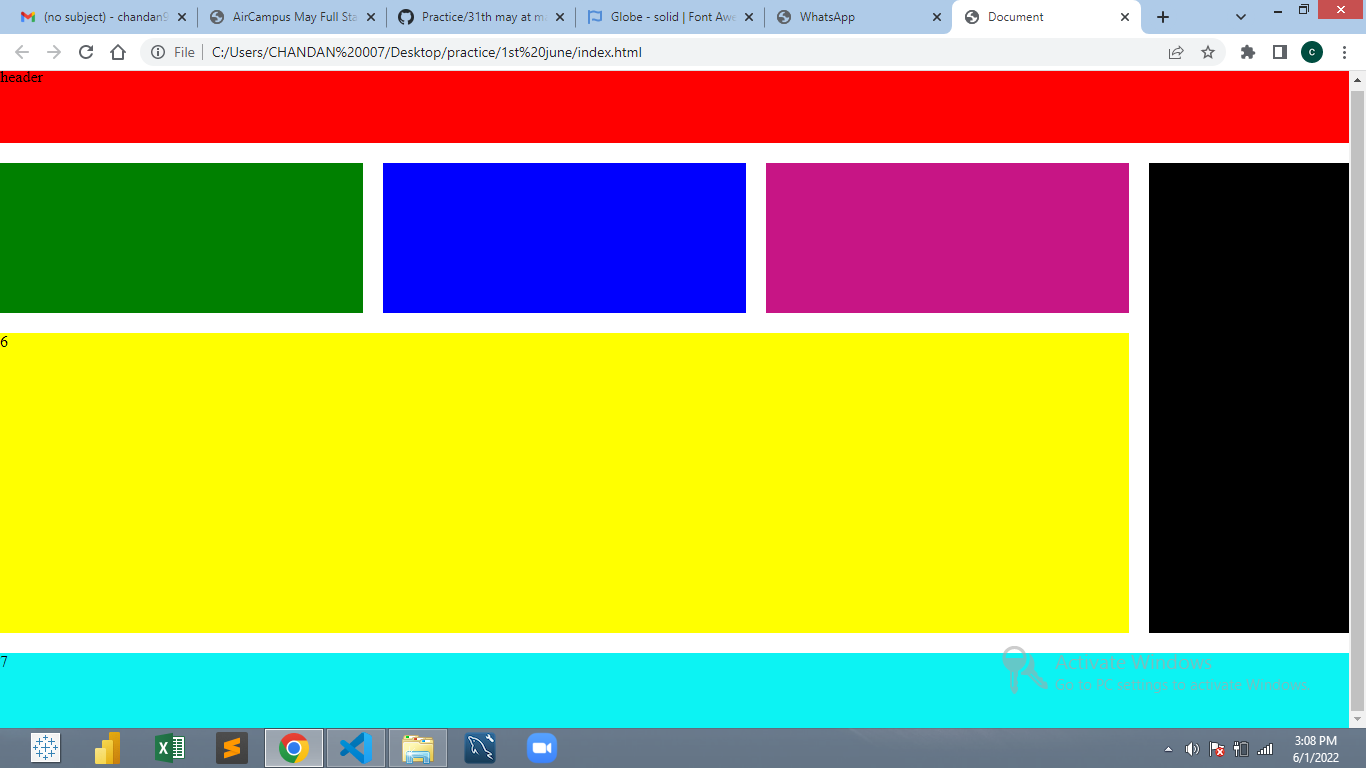 (no subject) - chandan9
AirCampus May Full Sta
Practice/31th may at m
Globe - solid | Font Awe
WhatsApp
Document
File
C:/Users/CHANDAN%20007/Desktop/practice/1st%20june/index.html
c
header
6
7
Activate Windows
Go to PC settings to Activate Windows.
3:08 PM
6/1/2022